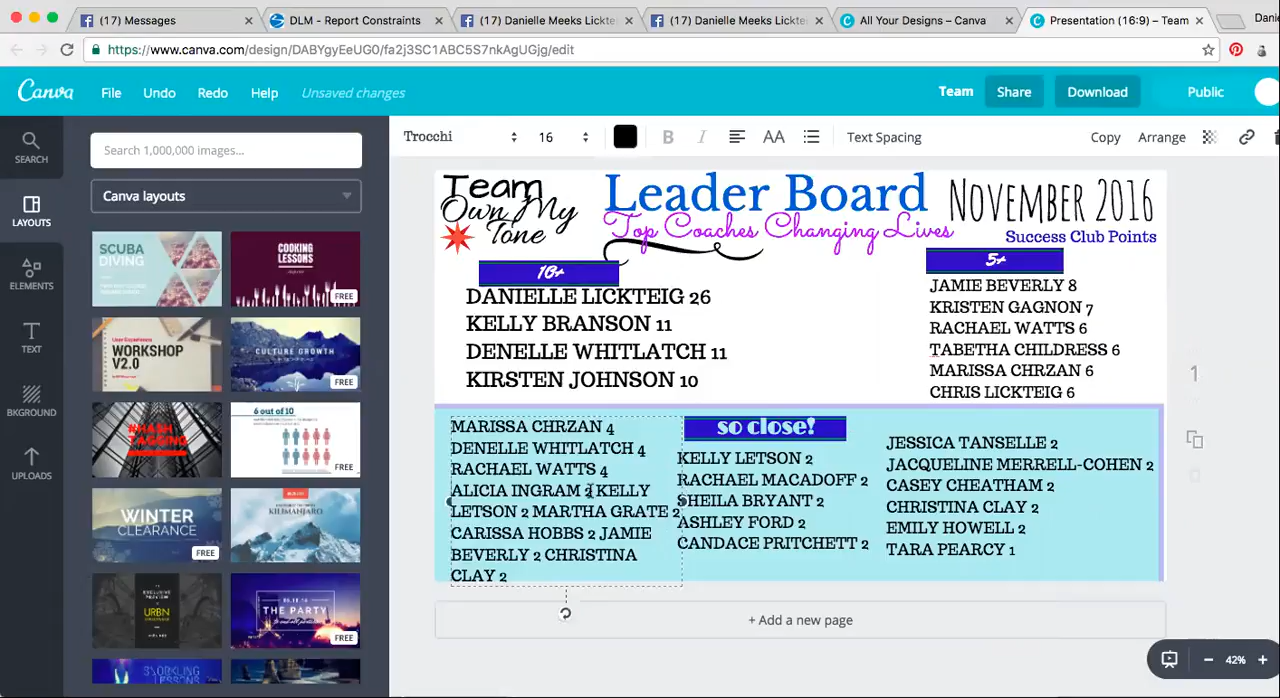 (17) Messages
DLM - Report Constraints
(17) Danielle Meeks Lickte
(17) Danielle Meeks Lickte
All Your Designs – Canva
Presentation (16:9) – Team
Danie
https://www.canva.com/design/DABYgyEeUG0/fa2j3SC1ABC5S7nkAgUGjg/edit
Canva
File
Undo
Redo
Help
Unsaved changes
Team
Share
Download
Public
SEARCH
LAYOUTS
ELEMENTS
TEXT
BKGROUND
UPLOADS
Search 1,000,000 images...
Canva layouts
SCUBA
DIVING
COOKING
LESSONS
FREE
WORKSHOP
V2.0
CULTURE GROWTH
FREE
#HASH
TAGGING
6 out of 10
FREE
WINTER
CLEARANCE
FREE
KILIMANJARO
URBN
THE PARTY
FREE
SPARKLING
LESSONS
Trocchi
16
B
I
AA
Text Spacing
Copy
Arrange
Team
Own My
Tone
Leader Board
Top Coaches Changing Lives
November 2016
Success Club Points
10+
DANIELLE LICKTEIG 26
KELLY BRANSON 11
DENELLE WHITLATCH 11
KIRSTEN JOHNSON 10
5+
JAMIE BEVERLY 8
KRISTEN GAGNON 7
RACHAEL WATTS 6
TABETHA CHILDRESS 6
MARISSA CHRZAN 6
CHRIS LICKTEIG 6
MARISSA CHRZAN 4
DENELLE WHITLATCH 4
RACHAEL WATTS 4
ALICIA INGRAM 2 KELLY
LETSON 2 MARTHA GRATE 2
CARISSA HOBBS 2 JAMIE
BEVERLY 2 CHRISTINA
CLAY 2
so close!
KELLY LETSON 2
RACHAEL MACADOFF 2
SHEILA BRYANT 2
ASHLEY FORD 2
CANDACE PRITCHETT 2
JESSICA TANSELLE 2
JACQUELINE MERRELL-COHEN 2
CASEY CHEATHAM 2
CHRISTINA CLAY 2
EMILY HOWELL 2
TARA PEARCY 1
1
+ Add a new page
42%